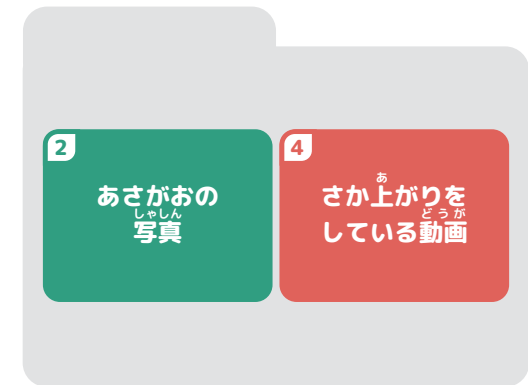 2
あさがおの
しゃしん
写真
4
あ
さか上がりを
どうが
している動画